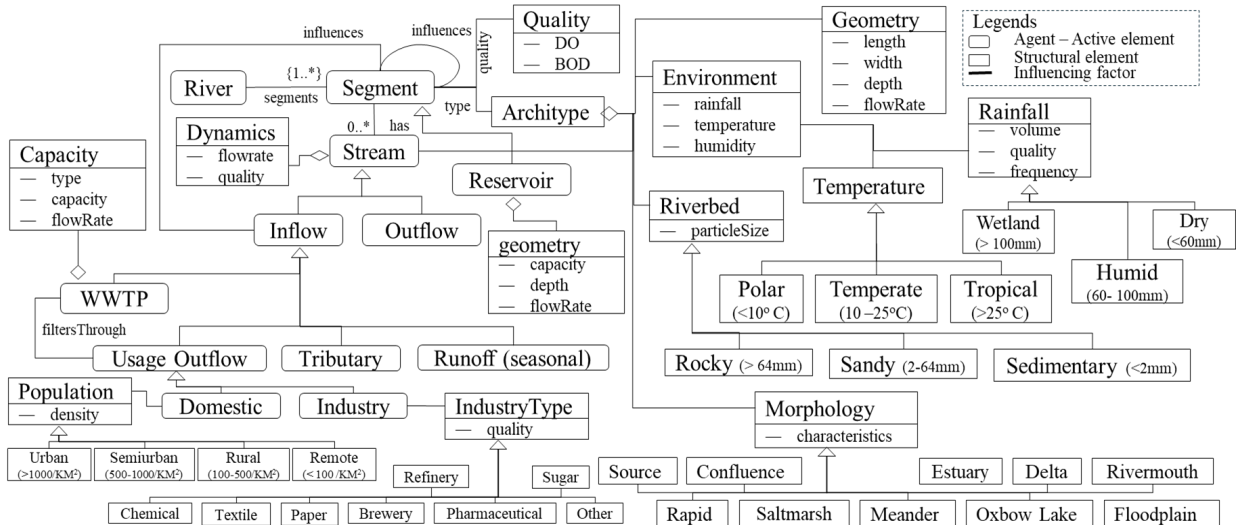 influences
influences
River
{1..*}
segments
Segment
quality
type
Quality
— DO
— BOD
Architype
Geometry
— length
— width
— depth
— flowRate
Legends
Agent – Active element
Structural element
Influencing factor
Environment
— rainfall
— temperature
— humidity
Rainfall
— volume
— quality
— frequency
Dynamics
— flowrate
— quality
0..*
has
Stream
Capacity
— type
— capacity
— flowRate
Reservoir
Temperature
Riverbed
— particleSize
Wetland
(> 100mm)
Dry
(<60mm)
Humid
(60- 100mm)
Inflow
Outflow
geometry
— capacity
— depth
— flowRate
WWTP
filtersThrough
Polar
(<10° C)
Temperate
(10 –25°C)
Tropical
(>25° C)
Usage Outflow
Tributary
Runoff (seasonal)
Rocky (> 64mm)
Sandy (2-64mm)
Sedimentary (<2mm)
Population
— density
Domestic
Industry
IndustryType
— quality
Morphology
— characteristics
Urban
(>1000/KM²)
Semiurban
(500-1000/KM²)
Rural
(100-500/KM²)
Remote
(<100 /KM²)
Refinery
Sugar
Chemical
Textile
Paper
Brewery
Pharmaceutical
Other
Source
Confluence
Estuary
Delta
Rivermouth
Rapid
Saltmarsh
Meander
Oxbow Lake
Floodplain